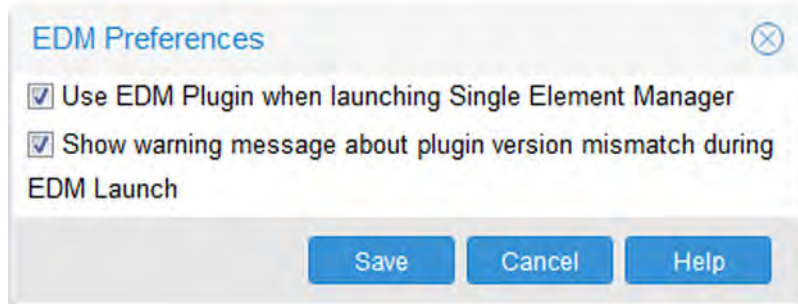 EDM Preferences
Use EDM Plugin when launching Single Element Manager
Show warning message about plugin version mismatch during
EDM Launch
Save Cancel Help